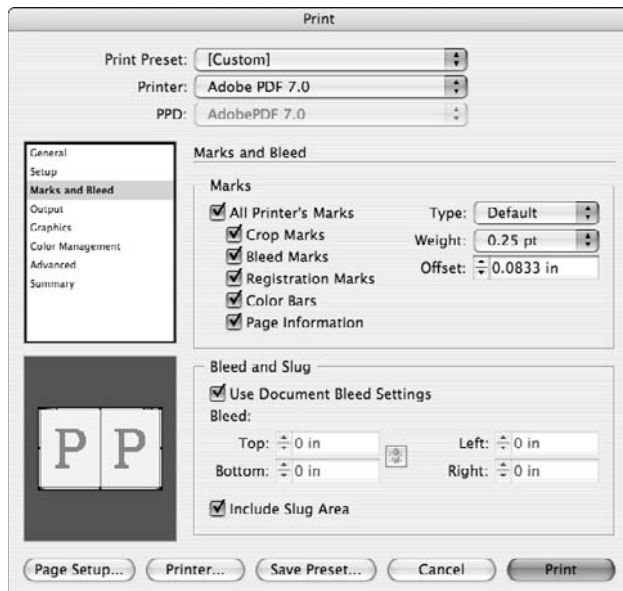 Print
Print Preset: [Custom]
Printer: Adobe PDF 7.0
PPD: AdobePDF 7.0
General
Setup
Marks and Bleed
Output
Graphics
Color Management
Advanced
Summary
Marks and Bleed
Marks
All Printer's Marks
Crop Marks
Bleed Marks
Registration Marks
Color Bars
Page Information
Type: Default
Weight: 0.25 pt
Offset: 0.0833 in
P P
Bleed and Slug
Use Document Bleed Settings
Bleed:
Top: 0 in Left: 0 in
Bottom: 0 in Right: 0 in
Include Slug Area
Page Setup... Printer... Save Preset... Cancel Print